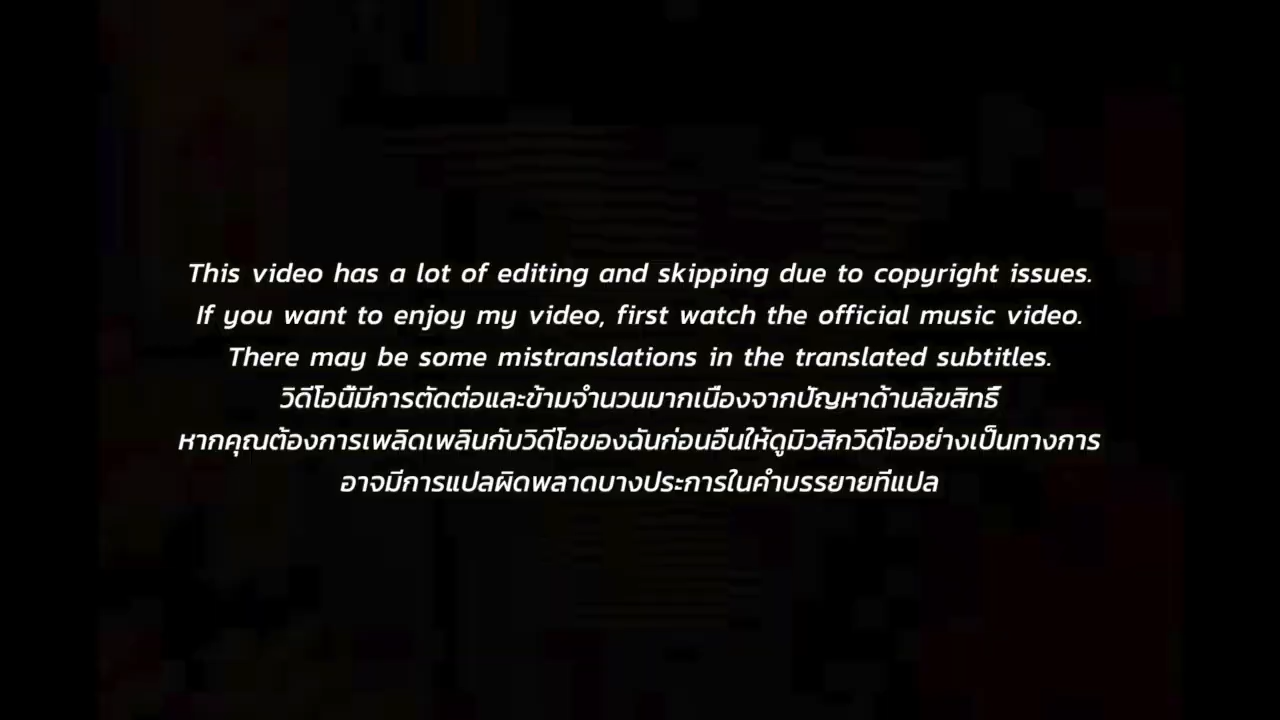 This video has a lot of editing and skipping due to copyright issues.
If you want to enjoy my video, first watch the official music video.
There may be some mistranslations in the translated subtitles.
วิดีโอนี้มีการตัดต่อและข้ามจำนวนมากเนื่องจากปัญหาด้านลิขสิทธิ์
หากคุณต้องการเพลิดเพลินกับวิดีโอของฉันก่อนอื่นให้ดูมิวสิกวิดีโออย่างเป็นทางการ
อาจมีการแปลผิดพลาดบางประการในคำบรรยายที่แปล